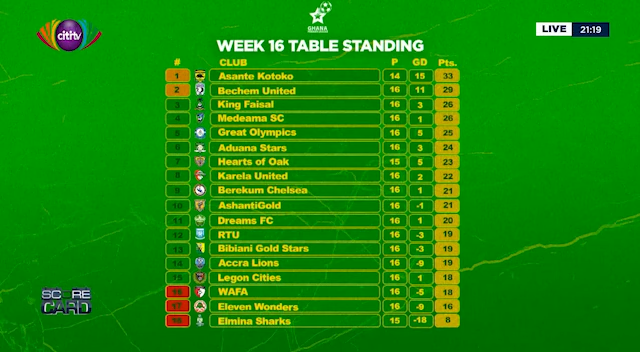 citi tv
GHANA
LIVE 21:19
WEEK 16 TABLE STANDING
# CLUB P GD Pts.
1 Asante Kotoko 14 15 33
2 Bechem United 16 11 29
3 King Faisal 16 3 26
4 Medeama SC 16 1 26
5 Great Olympics 16 5 25
6 Aduana Stars 16 3 24
7 Hearts of Oak 15 5 23
8 Karela United 16 2 22
9 Berekum Chelsea 16 1 21
10 AshantiGold 16 -1 21
11 Dreams FC 16 1 20
12 RTU 16 -3 19
13 Bibiani Gold Stars 16 -3 19
14 Accra Lions 16 -9 19
15 Legon Cities 16 1 18
16 WAFA 16 -5 18
17 Eleven Wonders 16 -9 16
18 Elmina Sharks 15 -18 8
SCORE
CARD